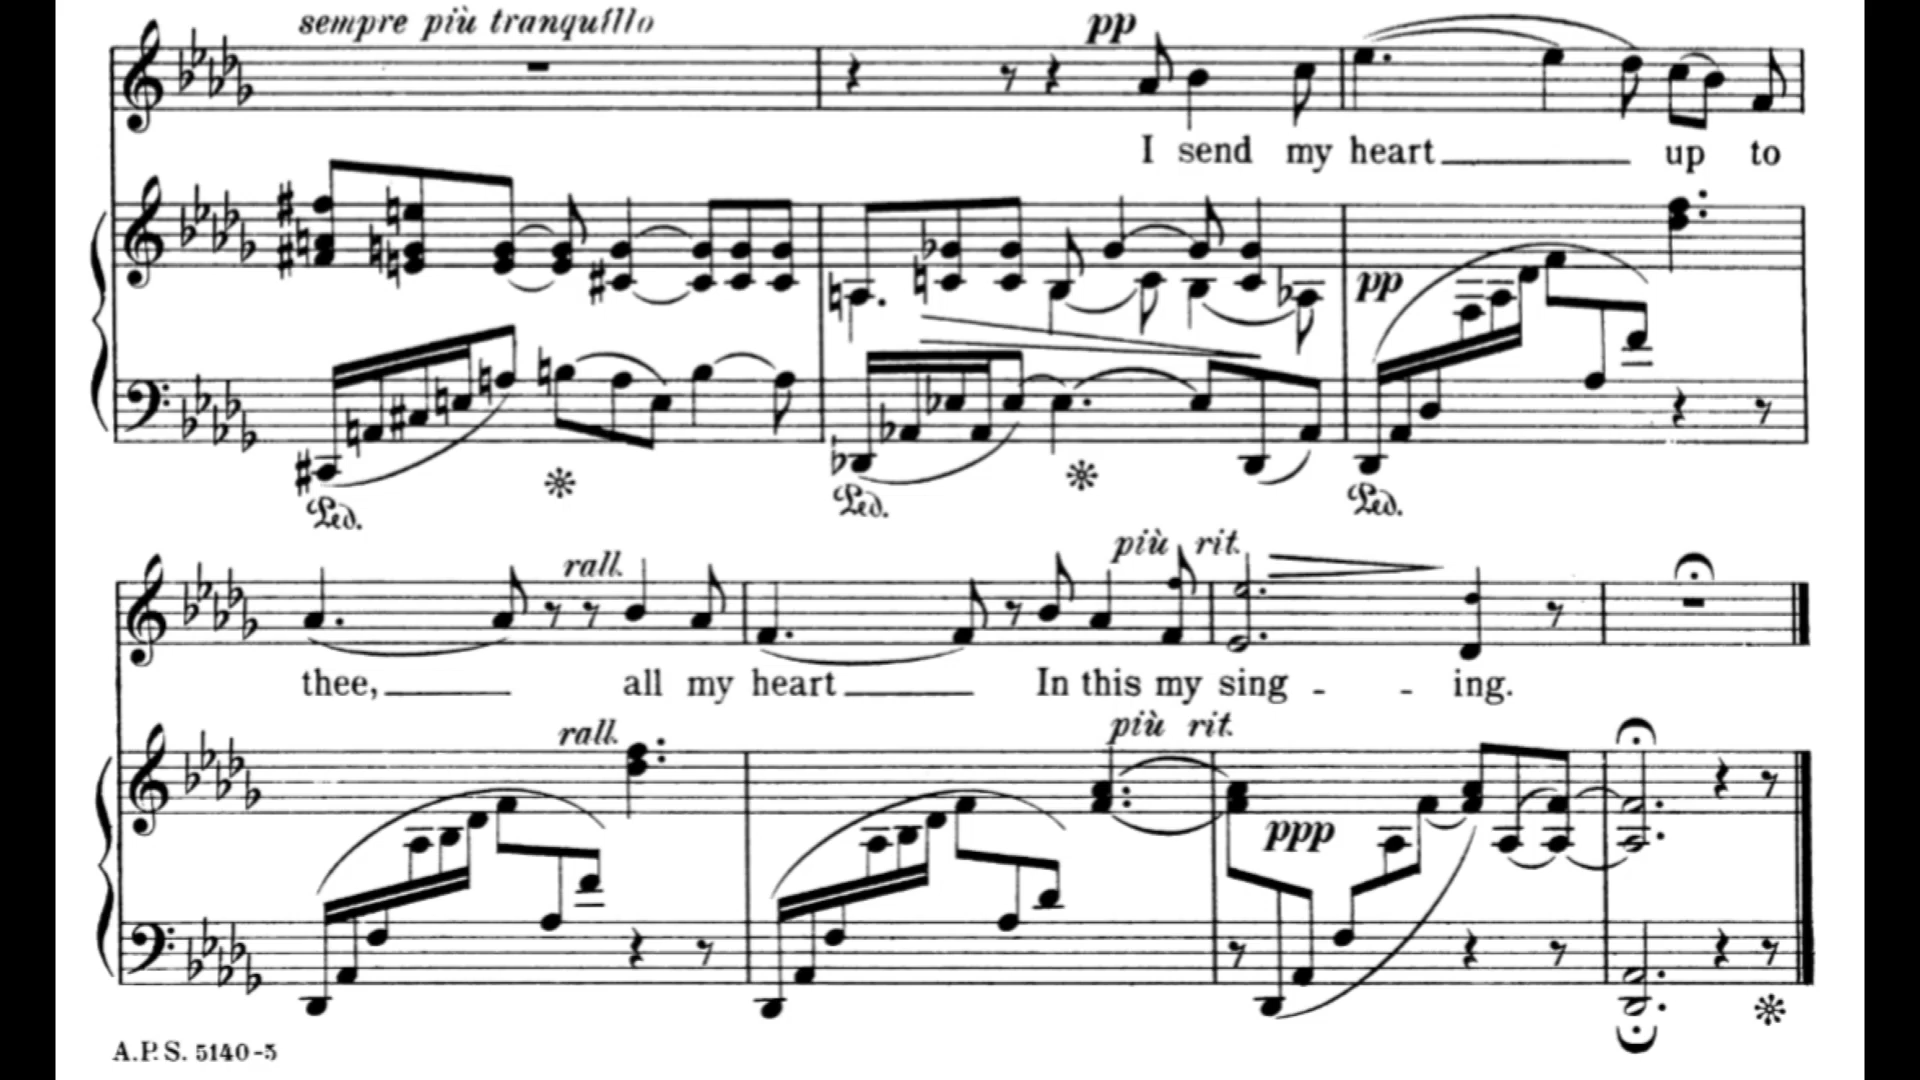 sempre più tranquillo
pp
I send my heart up to
pp
Ped. Ped. Ped.
rall. più rit.
thee, all my heart In this my sing - - ing.
rall. più rit.
ppp
A.P.S. 5140-5